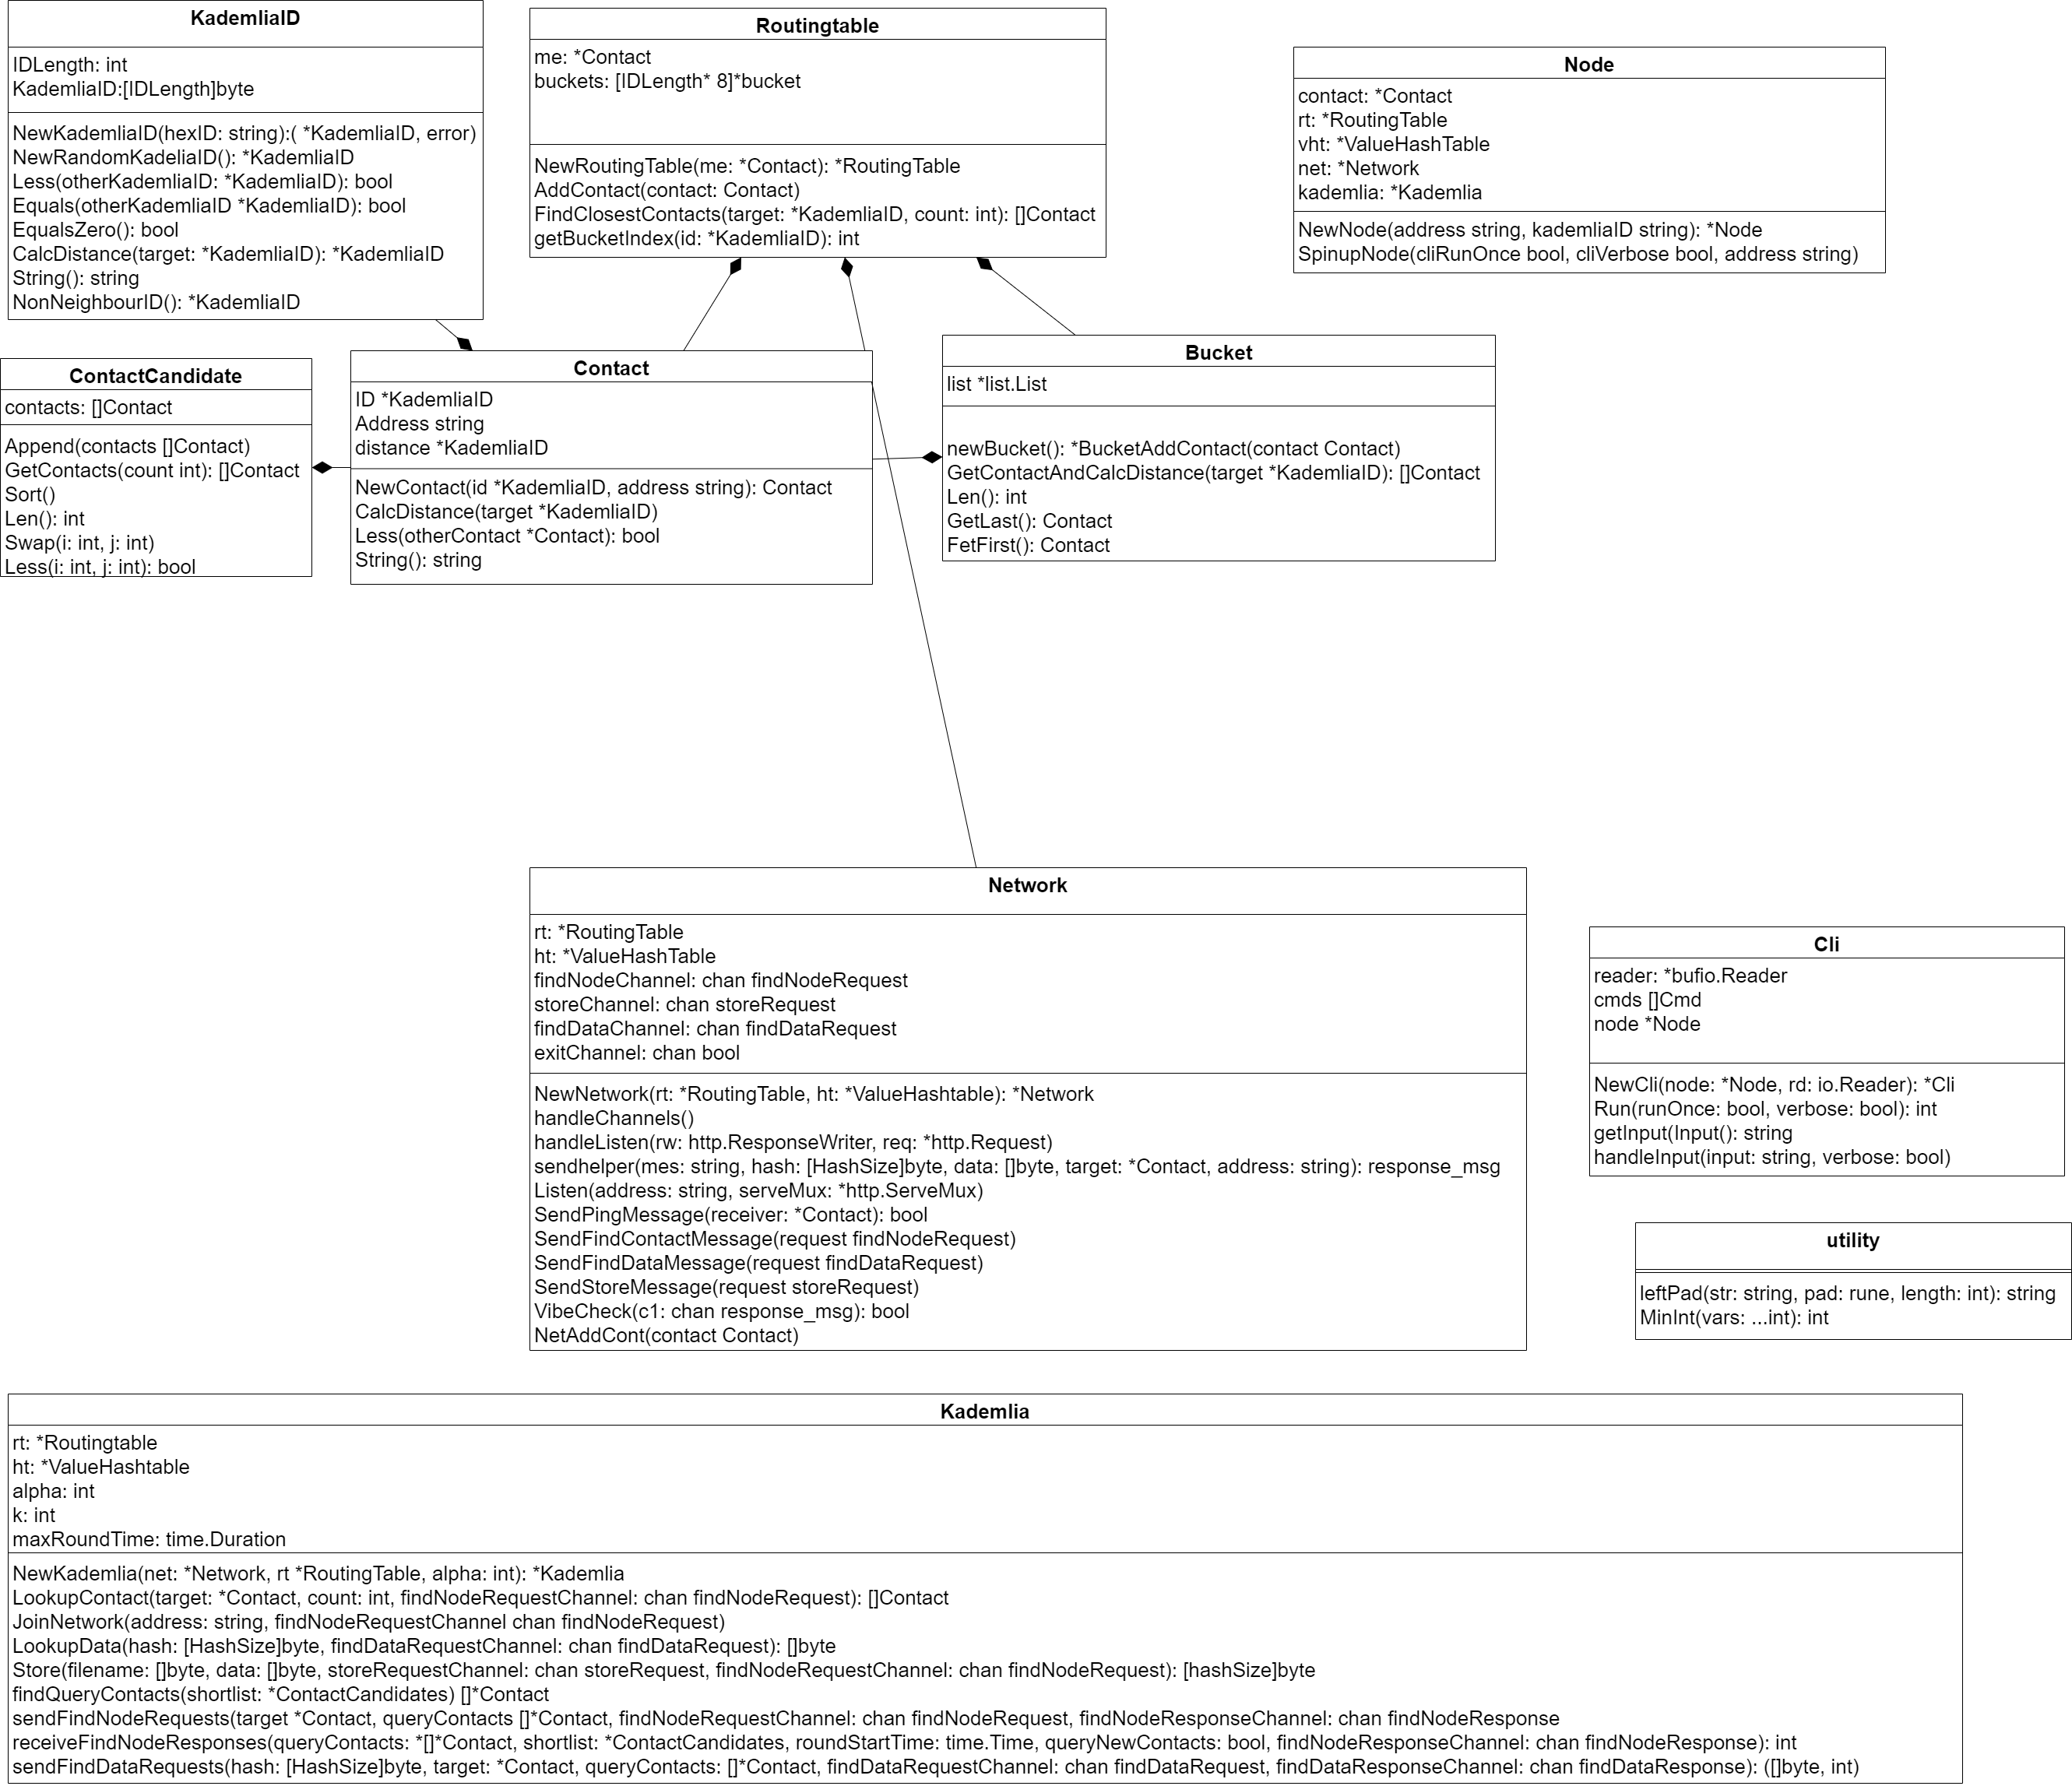 KademliaID
IDLength: int
KademliaID:[IDLength]byte
NewKademliaID(hexID: string):( *KademliaID, error)
NewRandomKadeliaID(): *KademliaID
Less(otherKademliaID: *KademliaID): bool
Equals(otherKademliaID *KademliaID): bool
EqualsZero(): bool
CalcDistance(target: *KademliaID): *KademliaID
String(): string
NonNeighbourID(): *KademliaID
Routingtable
me: *Contact
buckets: [IDLength* 8]*bucket
NewRoutingTable(me: *Contact): *RoutingTable
AddContact(contact: Contact)
FindClosestContacts(target: *KademliaID, count: int): []Contact
getBucketIndex(id: *KademliaID): int
Node
contact: *Contact
rt: *RoutingTable
vht: *ValueHashTable
net: *Network
kademlia: *Kademlia
NewNode(address string, kademliaID string): *Node
SpinupNode(cliRunOnce bool, cliVerbose bool, address string)
ContactCandidate
contacts: []Contact
Append(contacts []Contact)
GetContacts(count int): []Contact
Sort()
Len(): int
Swap(i: int, j: int)
Less(i: int, j: int): bool
Contact
ID *KademliaID
Address string
distance *KademliaID
NewContact(id *KademliaID, address string): Contact
CalcDistance(target *KademliaID)
Less(otherContact *Contact): bool
String(): string
Bucket
list *list.List
newBucket(): *BucketAddContact(contact Contact)
GetContactAndCalcDistance(target *KademliaID): []Contact
Len(): int
GetLast(): Contact
FetFirst(): Contact
Network
rt: *RoutingTable
ht: *ValueHashTable
findNodeChannel: chan findNodeRequest
storeChannel: chan storeRequest
findDataChannel: chan findDataRequest
exitChannel: chan bool
NewNetwork(rt: *RoutingTable, ht: *ValueHashtable): *Network
handleChannels()
handleListen(rw: http.ResponseWriter, req: *http.Request)
sendhelper(mes: string, hash: [HashSize]byte, data: []byte, target: *Contact, address: string): response_msg
Listen(address: string, serveMux: *http.ServeMux)
SendPingMessage(receiver: *Contact): bool
SendFindContactMessage(request findNodeRequest)
SendFindDataMessage(request findDataRequest)
SendStoreMessage(request storeRequest)
VibeCheck(c1: chan response_msg): bool
NetAddCont(contact Contact)
Cli
reader: *bufio.Reader
cmds []Cmd
node *Node
NewCli(node: *Node, rd: io.Reader): *Cli
Run(runOnce: bool, verbose: bool): int
getInput(Input(): string
handleInput(input: string, verbose: bool)
utility
leftPad(str: string, pad: rune, length: int): string
MinInt(vars: ...int): int
Kademlia
rt: *Routingtable
ht: *ValueHashtable
alpha: int
k: int
maxRoundTime: time.Duration
NewKademlia(net: *Network, rt *RoutingTable, alpha: int): *Kademlia
LookupContact(target: *Contact, count: int, findNodeRequestChannel: chan findNodeRequest): []Contact
JoinNetwork(address: string, findNodeRequestChannel chan findNodeRequest)
LookupData(hash: [HashSize]byte, findDataRequestChannel: chan findDataRequest): []byte
Store(filename: []byte, data: []byte, storeRequestChannel: chan storeRequest, findNodeRequestChannel: chan findNodeRequest): [hashSize]byte
findQueryContacts(shortlist: *ContactCandidates) []*Contact
sendFindNodeRequests(target *Contact, queryContacts []*Contact, findNodeRequestChannel: chan findNodeRequest, findNodeResponseChannel: chan findNodeResponse
receiveFindNodeResponses(queryContacts: *[]*Contact, shortlist: *ContactCandidates, roundStartTime: time.Time, queryNewContacts: bool, findNodeResponseChannel: chan findNodeResponse): int
sendFindDataRequests(hash: [HashSize]byte, target: *Contact, queryContacts: []*Contact, findDataRequestChannel: chan findDataRequest, findDataResponseChannel: chan findDataResponse): ([]byte, int)